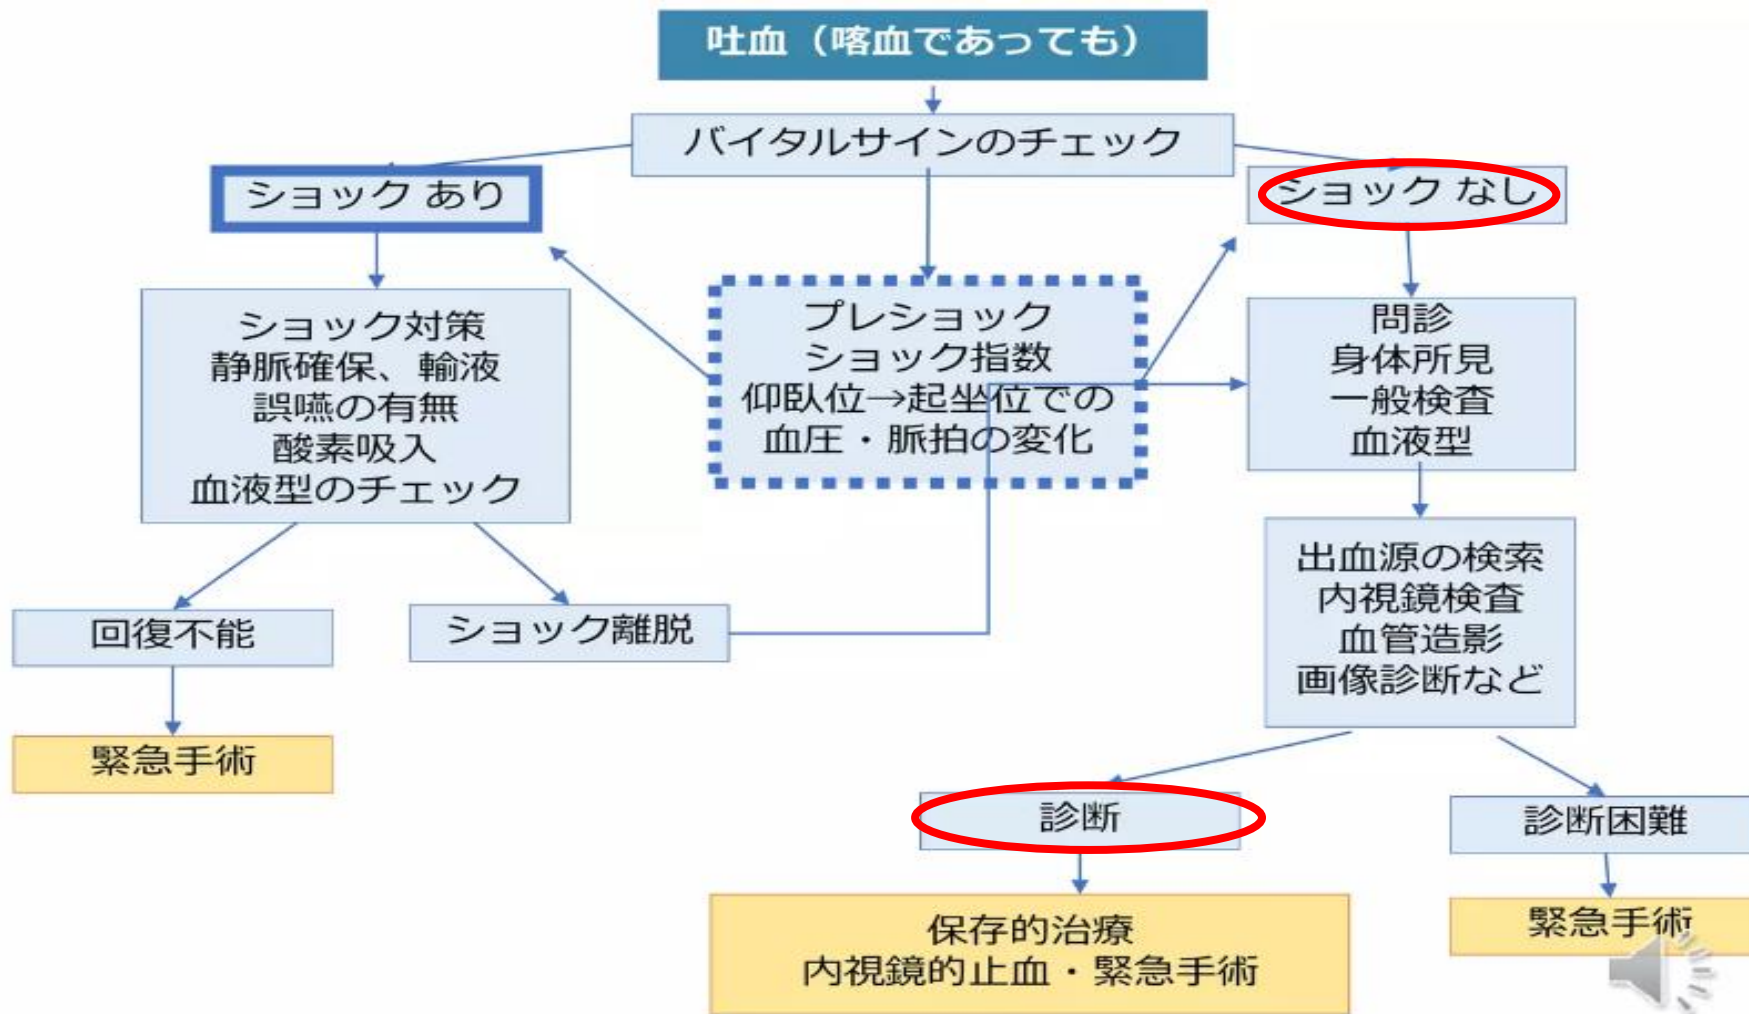 吐血（喀血であっても）
バイタルサインのチェック
ショック あり
ショック なし
ショック対策
静脈確保、輸液
誤嚥の有無
酸素吸入
血液型のチェック
プレショック
ショック指数
仰臥位→起坐位での
血圧・脈拍の変化
問診
身体所見
一般検査
血液型
出血源の検索
内視鏡検査
血管造影
画像診断など
回復不能
ショック離脱
緊急手術
診断
診断困難
保存的治療
内視鏡的止血・緊急手術
緊急手術